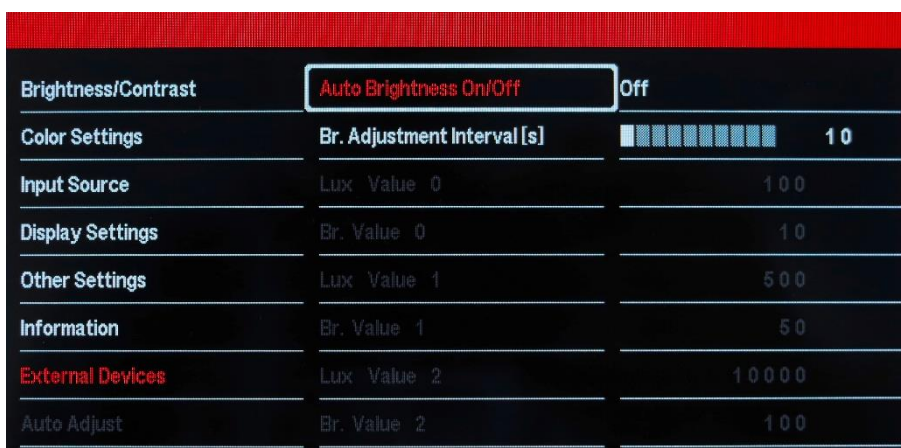 Brightness/Contrast Auto Brightness On/Off Off
Color Settings Br. Adjustment Interval[s] 10
Input Source Lux Value 0 100
Display Settings Br. Value 0 10
Other Settings Lux Value 1 500
Information Br. Value 1 50
External Devices Lux Value 2 10000
Auto Adjust Br. Value 2 100